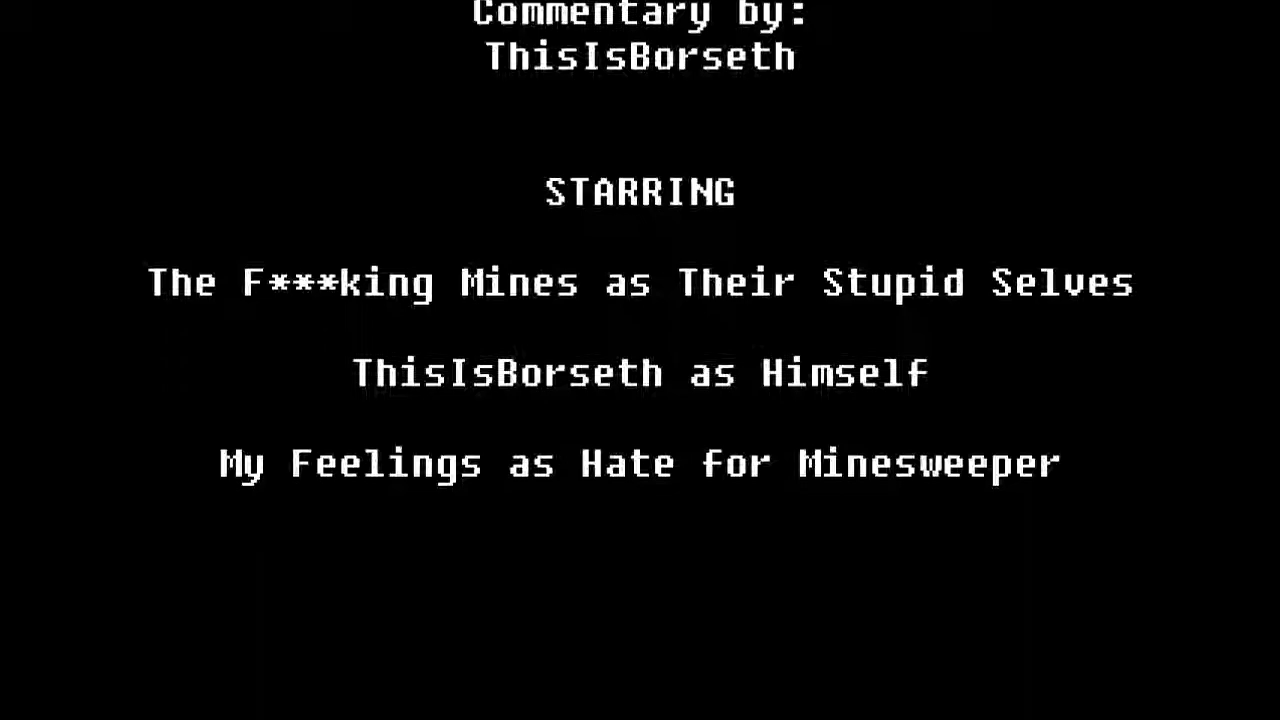 Commentary by:
ThisIsBorseth
STARRING
The F***king Mines as Their Stupid Selves
ThisIsBorseth as Himself
My Feelings as Hate for Minesweeper